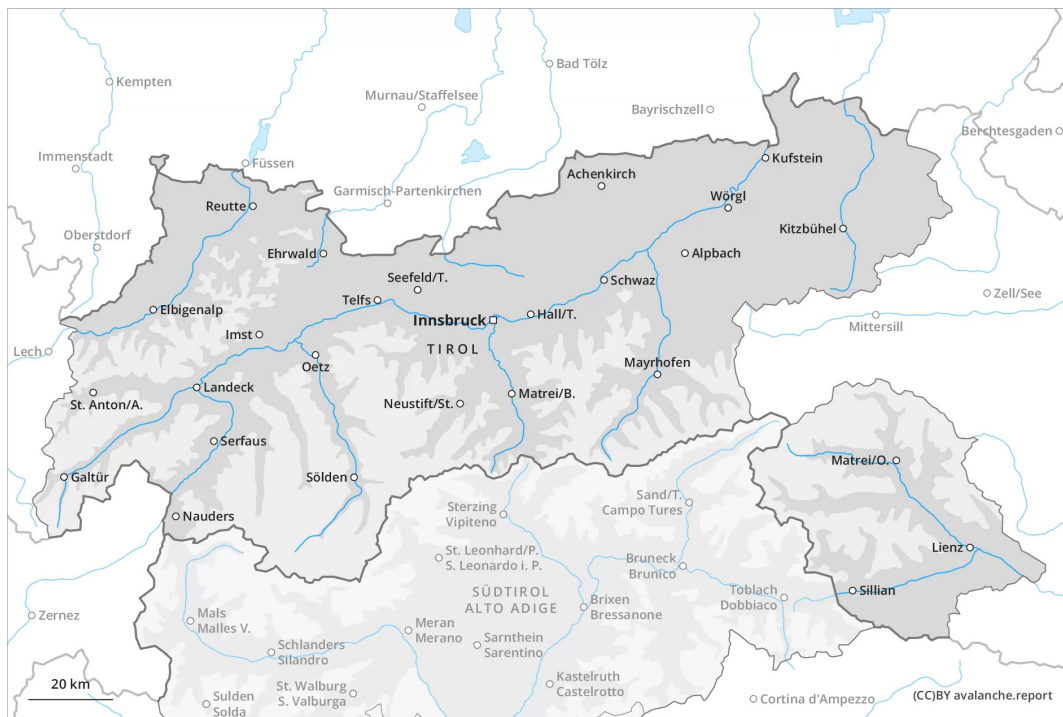 Bad Tölz
Kempten
Murnau/Staffelsee
Bayrischzell
Berchtesgaden
Immenstadt
Füssen
Kufstein
Achenkirch
Garmisch-Partenkirchen
Wörgl
Reutte
Kitzbühel
Oberstdorf
Ehrwald
Alpbach
Seefeld/T.
Schwaz
Zell/See
Telfs
Elbigenalp
Hall/T.
Innsbruck
Mittersill
Imst
TIROL
Lech
Oetz
Mayrhofen
Landeck
St. Anton/A.
Neustift/St.
Matrei/B.
Serfaus
Matrei/O.
Galtür
Sölden
Sand/T.
Campo Tures
Sterzing
Vipiteno
Nauders
Lienz
St. Leonhard/P.
S. Leonardo i. P.
Bruneck
Brunico
SÜDTIROL
ALTO ADIGE
Toblach
Dobbiaco
Sillian
Brixen
Bressanone
Zernez
Mals
Malles V.
Meran
Merano
Sarnthein
Sarentino
Schlanders
Silandro
Kastelruth
Castelrotto
20 km
St. Walburg
S. Valburga
Sulden
Solda
Cortina d'Ampezzo
(CC)BY avalanche.report